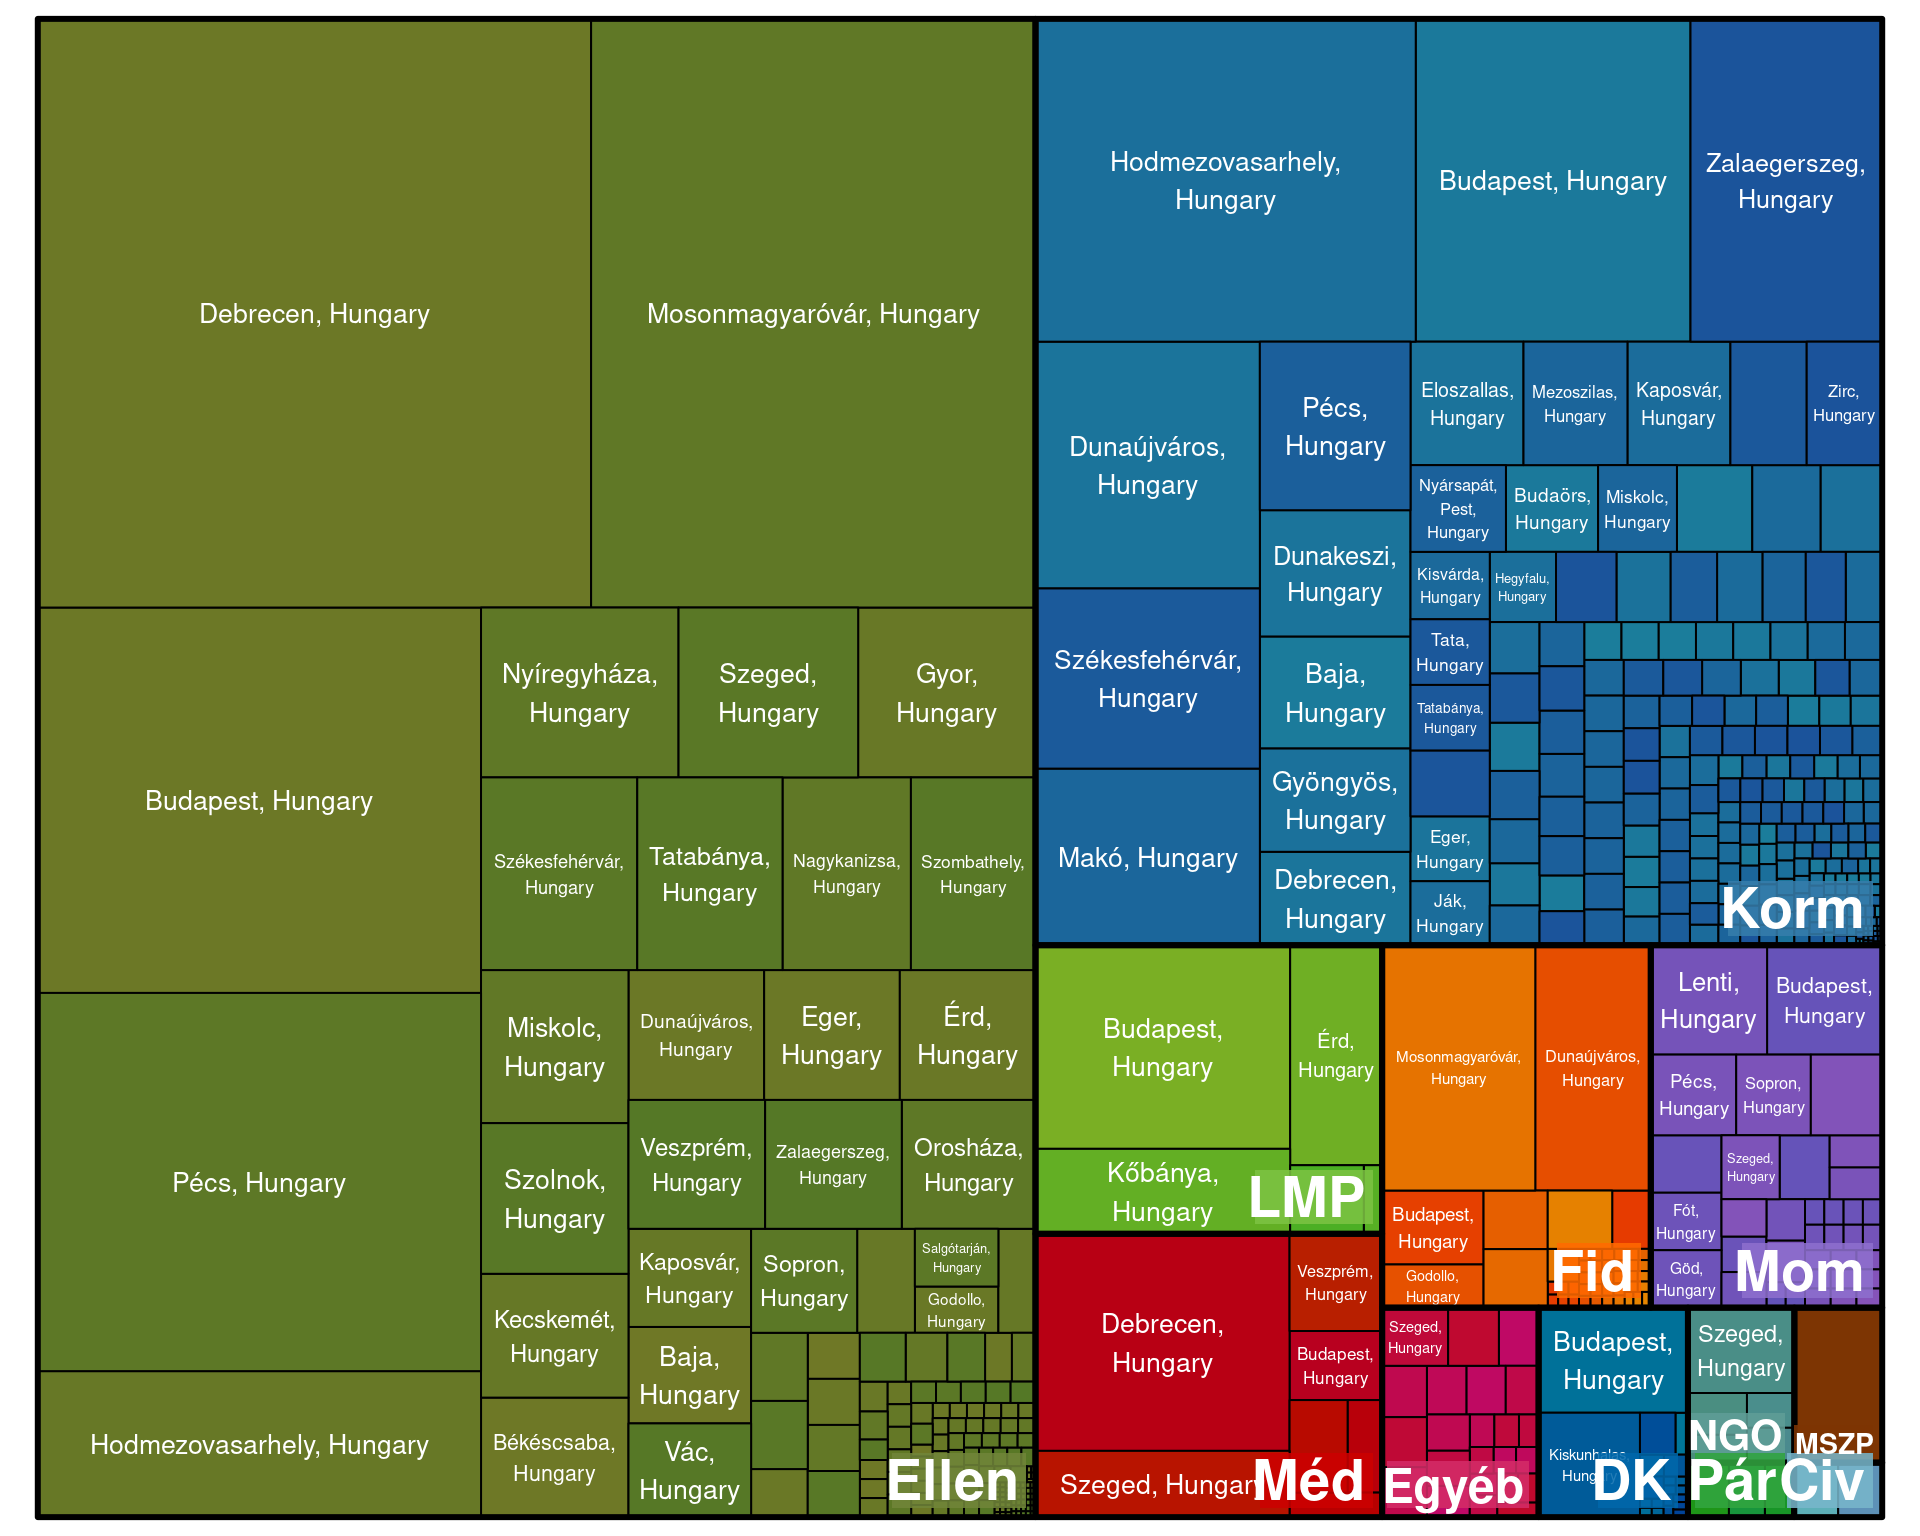 Debrecen, Hungary
Mosonmagyaróvár, Hungary
Budapest, Hungary
Pécs, Hungary
Hodmezovasarhely, Hungary
Nyíregyháza,
Hungary
Szeged,
Hungary
Gyor,
Hungary
Székesfehérvár,
Hungary
Tatabánya,
Hungary
Nagykanizsa,
Hungary
Szombathely,
Hungary
Miskolc,
Hungary
Szolnok,
Hungary
Kecskemét,
Hungary
Békéscsaba,
Hungary
Dunaújváros,
Hungary
Eger,
Hungary
Érd,
Hungary
Veszprém,
Hungary
Zalaegerszeg,
Hungary
Orosháza,
Hungary
Kaposvár,
Hungary
Baja,
Hungary
Vác,
Hungary
Sopron,
Hungary
Salgótarján,
Hungary
Godollo,
Hungary
Ellen
Hodmezovasarhely,
Hungary
Budapest, Hungary
Zalaegerszeg,
Hungary
Dunaújváros,
Hungary
Székesfehérvár,
Hungary
Makó, Hungary
Pécs,
Hungary
Dunakeszi,
Hungary
Baja,
Hungary
Gyöngyös,
Hungary
Debrecen,
Hungary
Eloszallas,
Hungary
Mezoszilas,
Hungary
Kaposvár,
Hungary
Zirc,
Hungary
Nyársapát,
Pest,
Hungary
Budaörs,
Hungary
Miskolc,
Hungary
Kisvárda,
Hungary
Hegyfalu,
Hungary
Tata,
Hungary
Tatabánya,
Hungary
Eger,
Hungary
Ják,
Hungary
Korm
Budapest,
Hungary
Érd,
Hungary
Kőbánya,
Hungary
LMP
Debrecen,
Hungary
Veszprém,
Hungary
Budapest,
Hungary
Szeged, Hungary
Méd
Mosonmagyaróvár,
Hungary
Dunaújváros,
Hungary
Budapest,
Hungary
Godollo,
Hungary
Fid
Lenti,
Hungary
Budapest,
Hungary
Pécs,
Hungary
Sopron,
Hungary
Szeged,
Hungary
Fót,
Hungary
Göd,
Hungary
Mom
Szeged,
Hungary
Egyéb
Budapest,
Hungary
Kiskunhalas,
Hungary
DK
Szeged,
Hungary
NGO
MSZP
Pár
Civ